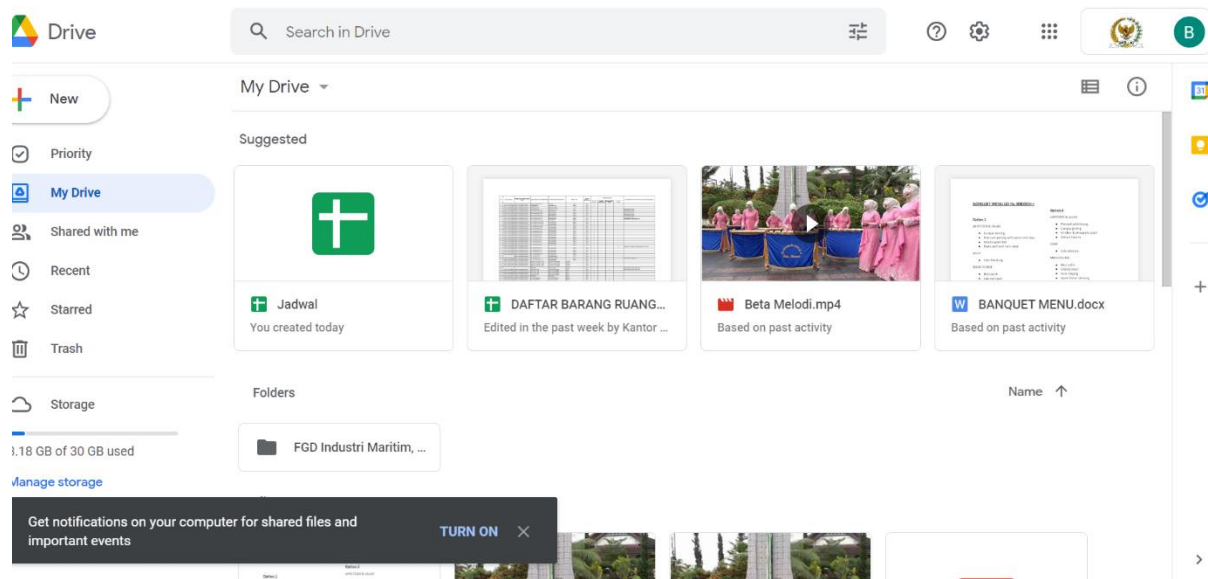 Drive
Search in Drive
B
New
My Drive
31
Priority
My Drive
Shared with me
Recent
Starred
Trash
Storage
.18 GB of 30 GB used
Manage storage
Suggested
Jadwal
You created today
DAFTAR BARANG RUANG...
Edited in the past week by Kantor ...
Beta Melodi.mp4
Based on past activity
W BANQUET MENU.docx
Based on past activity
Folders
Name
FGD Industri Maritim, ...
Get notifications on your computer for shared files and
important events
TURN ON